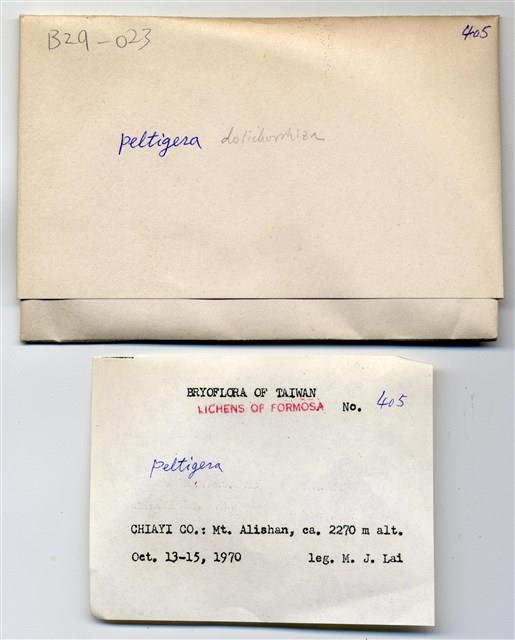 B29-023
405
peltigera dolichorrhiza
BRYOFLORA OF TAIWAN
LICHENS OF FORMOSA No. 405
peltigera
CHIAYI CO.: Mt. Alishan, ca. 2270 m alt.
Oct. 13-15, 1970 leg. M. J. Lai